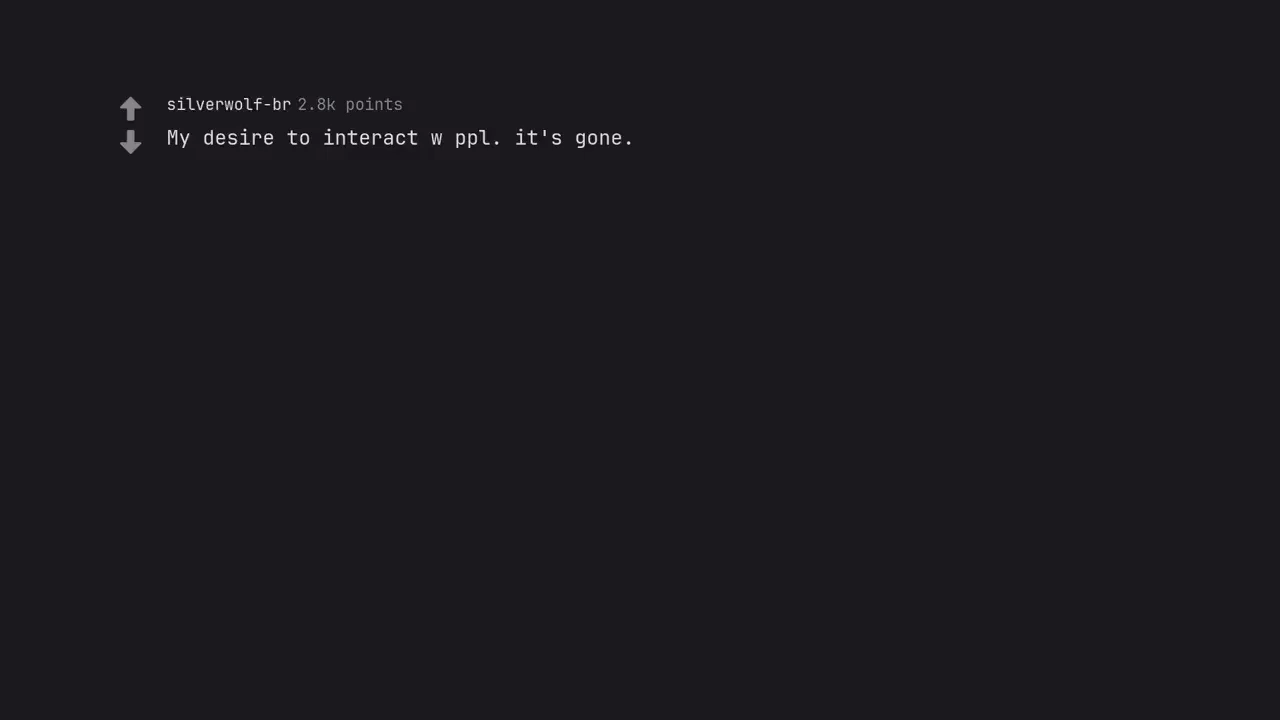 silverwolf-br 2.8k points
My desire to interact w ppl. it's gone.